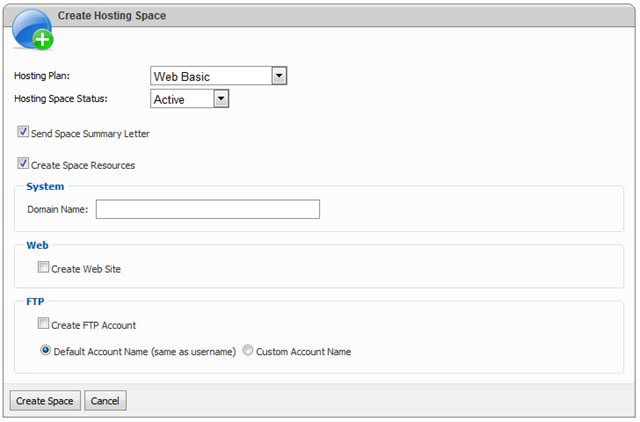 Create Hosting Space
Hosting Plan: Web Basic
Hosting Space Status: Active
Send Space Summary Letter
Create Space Resources
System
Domain Name:
Web
Create Web Site
FTP
Create FTP Account
Default Account Name (same as username) Custom Account Name
Create Space Cancel